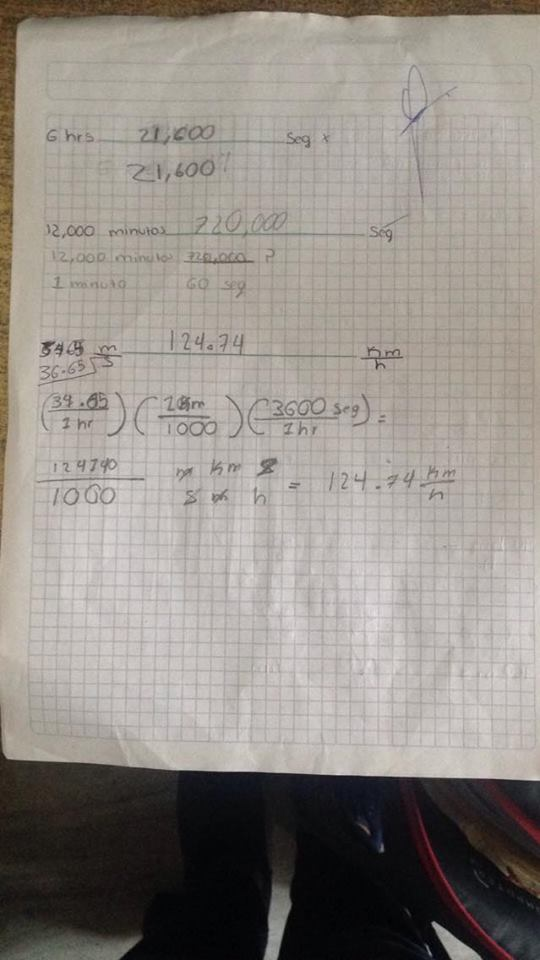 6 hrs 21,600 seg x
21,600
12,000 minutos 720,000 seg
12,000 minutos 720,000 ?
1 minuto 60 seg
m/s 124.74 km/h
36.65
(34.65/1 hr) (1km/1000) (3600 seg/1 hr) =
124740/1000 m km s / s m h = 124.74 km/h